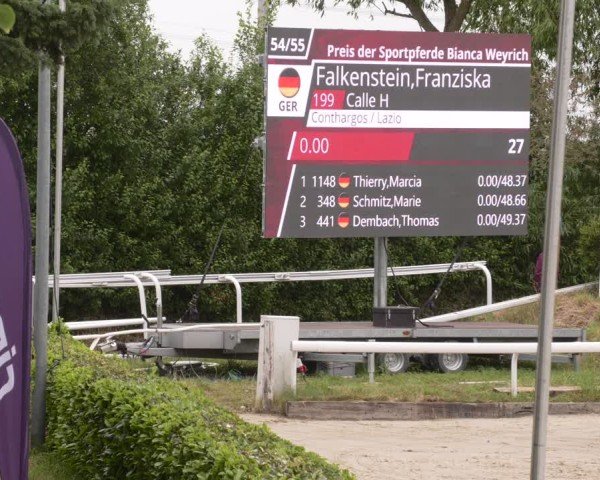 54/55 Preis der Sportpferde Bianca Weyrich
Falkenstein,Franziska
GER
199 Calle H
Conthargos / Lazio
0.00 27
1 1148 Thierry,Marcia 0.00/48.37
2 348 Schmitz,Marie 0.00/48.66
3 441 Dembach,Thomas 0.00/49.37